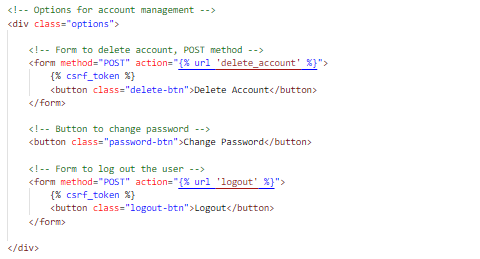 <!-- Options for account management -->
<div class="options">
<!-- Form to delete account, POST method -->
<form method="POST" action="{% url 'delete_account' %}">
{% csrf_token %}
<button class="delete-btn">Delete Account</button>
</form>
<!-- Button to change password -->
<button class="password-btn">Change Password</button>
<!-- Form to log out the user -->
<form method="POST" action="{% url 'logout' %}">
{% csrf_token %}
<button class="logout-btn">Logout</button>
</form>
</div>